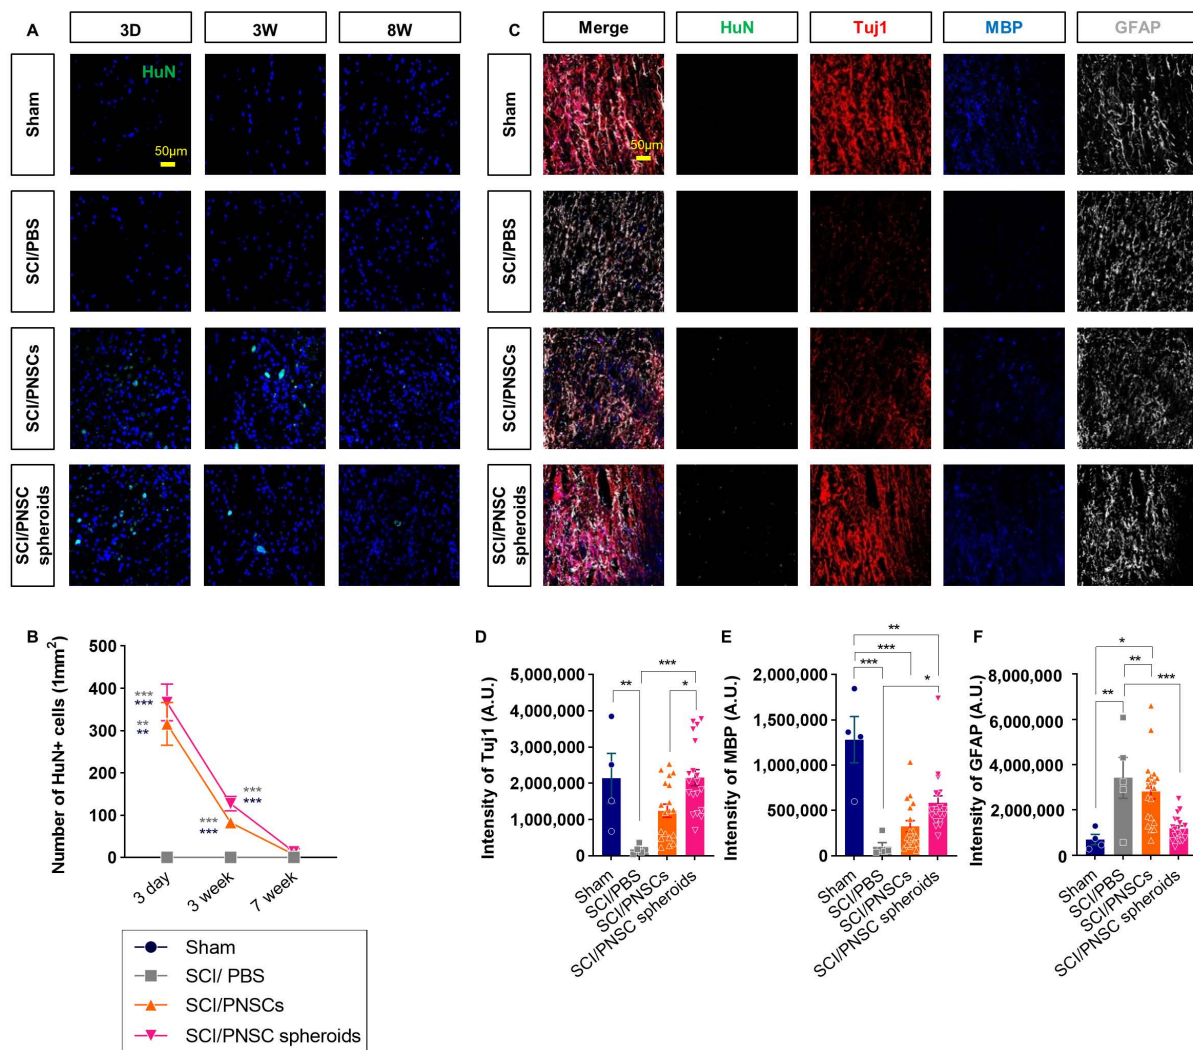 A
3D
3W
8W
HuN
50μm
Sham
SCI/PBS
SCI/PNSCs
SCI/PNSC
spheroids
C
Merge
HuN
Tuj1
MBP
GFAP
50μm
Sham
SCI/PBS
SCI/PNSCs
SCI/PNSC
spheroids
B
Number of HuN+ cells (1mm²)
500
400
300
200
100
0
***
***
**
**
***
***
***
***
3 day
3 week
7 week
Sham
SCI/ PBS
SCI/PNSCs
SCI/PNSC spheroids
D
Intensity of Tuj1 (A.U.)
5,000,000
4,000,000
3,000,000
2,000,000
1,000,000
0
***
**
*
Sham
SCI/PBS
SCI/PNSCs
SCI/PNSC spheroids
E
Intensity of MBP (A.U.)
2,000,000
1,500,000
1,000,000
500,000
0
**
***
***
*
Sham
SCI/PBS
SCI/PNSCs
SCI/PNSC spheroids
F
Intensity of GFAP (A.U.)
8,000,000
6,000,000
4,000,000
2,000,000
0
*
**
***
**
Sham
SCI/PBS
SCI/PNSCs
SCI/PNSC spheroids